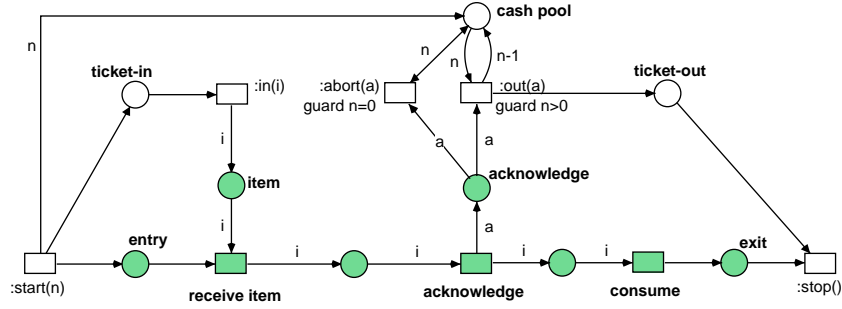 cash pool
n
n
n
n-1
ticket-in
:in(i)
:abort(a)
guard n=0
:out(a)
guard n>0
ticket-out
i
a
a
item
acknowledge
i
a
entry
i
i
i
i
exit
:start(n)
receive item
acknowledge
consume
:stop()